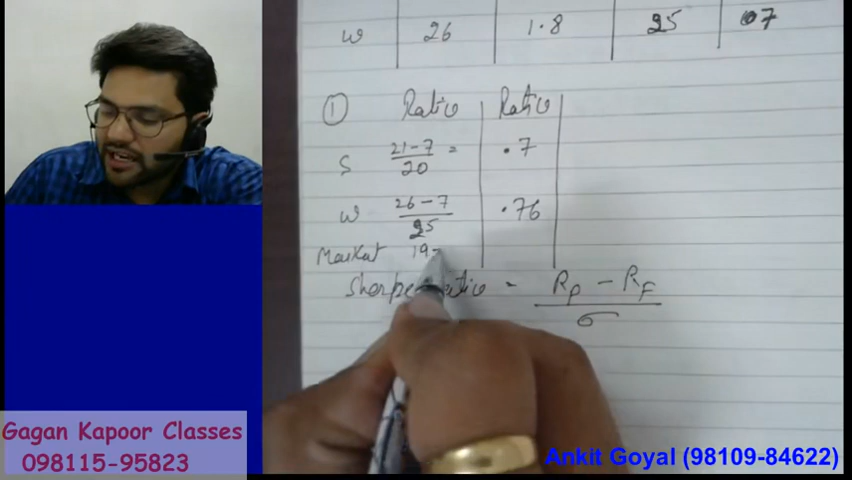 W 26 1.8 25 07
① Ratio Ratio
S 21-7/20 = .7
W 26-7/25 .76
Market 19-
Sharpe Ratio = RP - RF/σ
Gagan Kapoor Classes
098115-95823
Ankit Goyal (98109-84622)